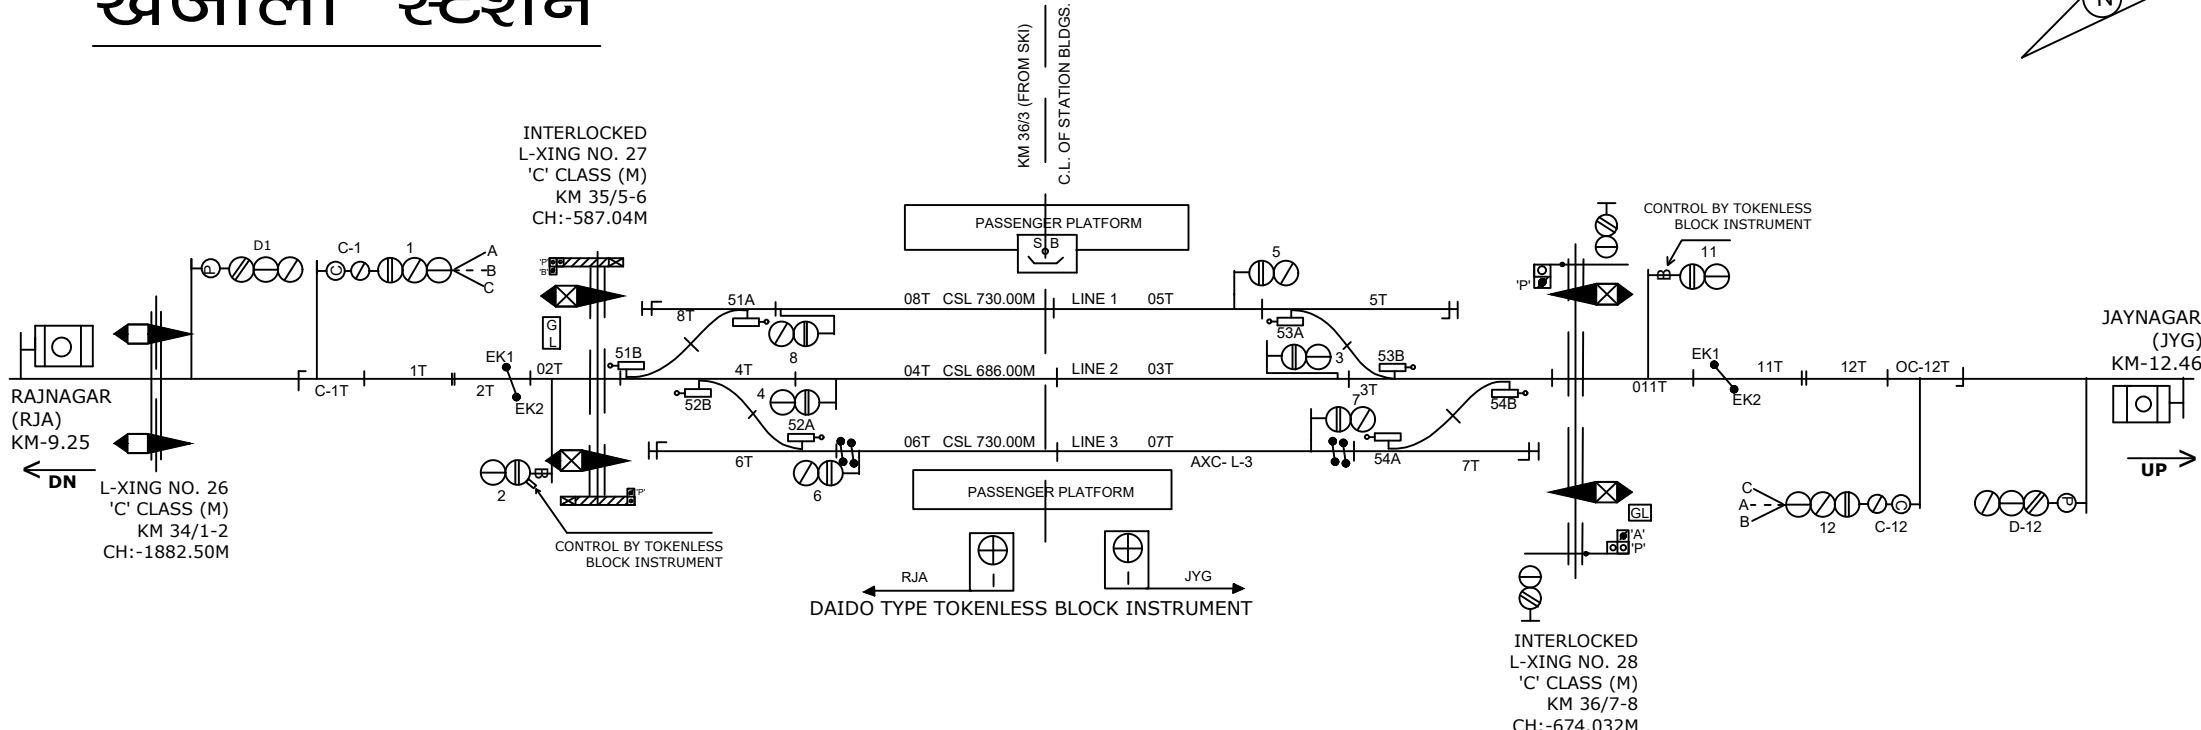 खजौली स्टेशन
N
KM 36/3 (FROM SKI)
C.L. OF STATION BLDGS.
INTERLOCKED
L-XING NO. 27
'C' CLASS (M)
KM 35/5-6
CH:-587.04M
PASSENGER PLATFORM
S B
CONTROL BY TOKENLESS
BLOCK INSTRUMENT
D1
C-1
1
A
B
C
P
C
'P'
'B'
5
11
B
'P'
G
L
8T
51A
08T CSL 730.00M LINE 1 05T
5T
53A
8
51B
EK1
EK2
C-1T
1T
2T
02T
4T
04T CSL 686.00M LINE 2 03T
3
53B
3T
011T
EK1
EK2
11T
12T
OC-12T
JAYNAGAR
(JYG)
KM-12.46
RAJNAGAR
(RJA)
KM-9.25
DN
52B
4
52A
7
54B
6T
06T CSL 730.00M LINE 3 07T
AXC- L-3
54A
7T
UP
L-XING NO. 26
'C' CLASS (M)
KM 34/1-2
CH:-1882.50M
2
B
'P'
6
PASSENGER PLATFORM
CONTROL BY TOKENLESS
BLOCK INSTRUMENT
GL
'A'
'P'
C
A
B
12
C-12
C
D-12
P
RJA
JYG
DAIDO TYPE TOKENLESS BLOCK INSTRUMENT
INTERLOCKED
L-XING NO. 28
'C' CLASS (M)
KM 36/7-8
CH:-674.032M